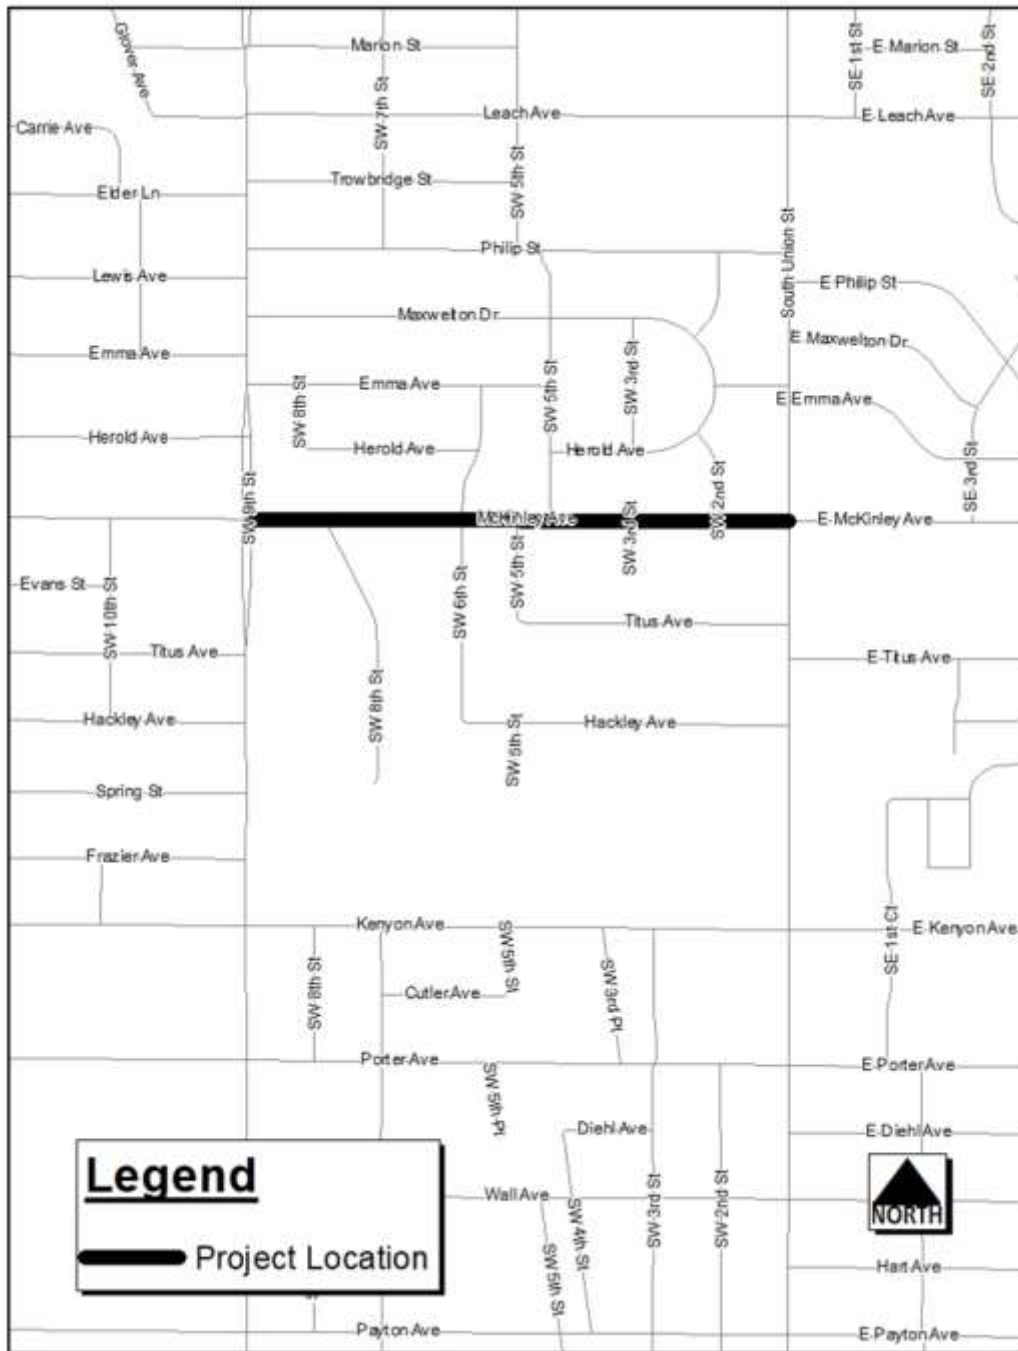 Glover Ave
Marion St
SW 7th St
SE 1st St
E Marion St
SE 2nd St
Carrie Ave
Leach Ave
E Leach Ave
Elder Ln
Trowbridge St
SW 5th St
Philip St
South Union St
Lewis Ave
E Philip St
Maxwelton Dr
E Maxwelton Dr
Emma Ave
SW 8th St
Emma Ave
SW 5th St
SW 3rd St
E Emma Ave
Herold Ave
Herold Ave
Herold Ave
SW 9th St
SW 2nd St
SE 3rd St
McKinley Ave
SW 3rd St
E McKinley Ave
Evans St
SW 10th St
SW 6th St
SW 5th St
Titus Ave
Titus Ave
E Titus Ave
Hackley Ave
SW 8th St
SW 5th St
Hackley Ave
Spring St
Frazier Ave
SE 1st Ct
Kenyon Ave
E Kenyon Ave
SW 8th St
Cutler Ave
SW 5th St
SW 3rd Pl
Porter Ave
E Porter Ave
SW 5th Pl
Diehl Ave
E Diehl Ave
Legend
Project Location
Wall Ave
SW 5th St
SW 4th St
SW 3rd St
SW 2nd St
NORTH
Hart Ave
Payton Ave
E Payton Ave